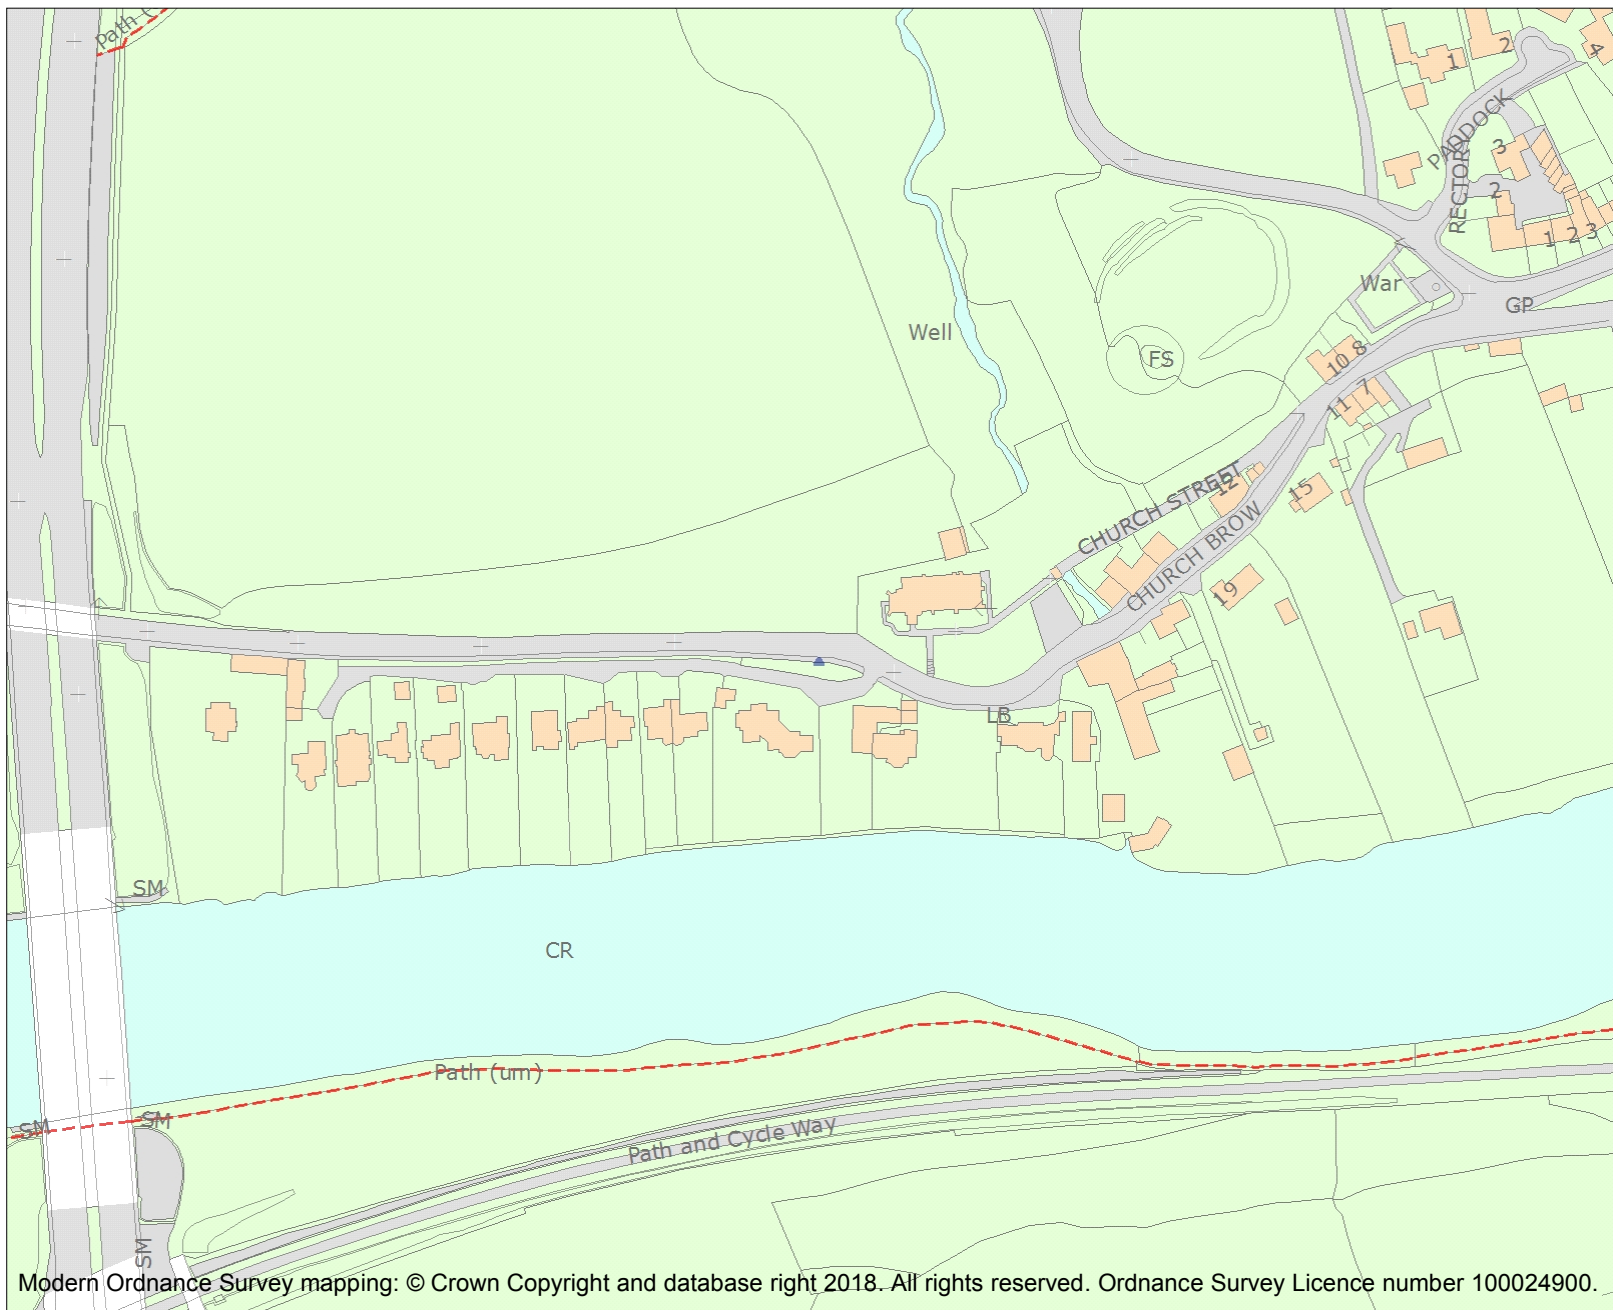 Path (
1
2
4
PADDOCK
RECTORY
3
2
1
2
3
War
GP
Well
FS
10
8
7
11
CHURCH STREET
12
15
CHURCH BROW
19
LB
SM
CR
Path (um)
SM
SM
Path and Cycle Way
SM
Modern Ordnance Survey mapping: © Crown Copyright and database right 2018. All rights reserved. Ordnance Survey Licence number 100024900.